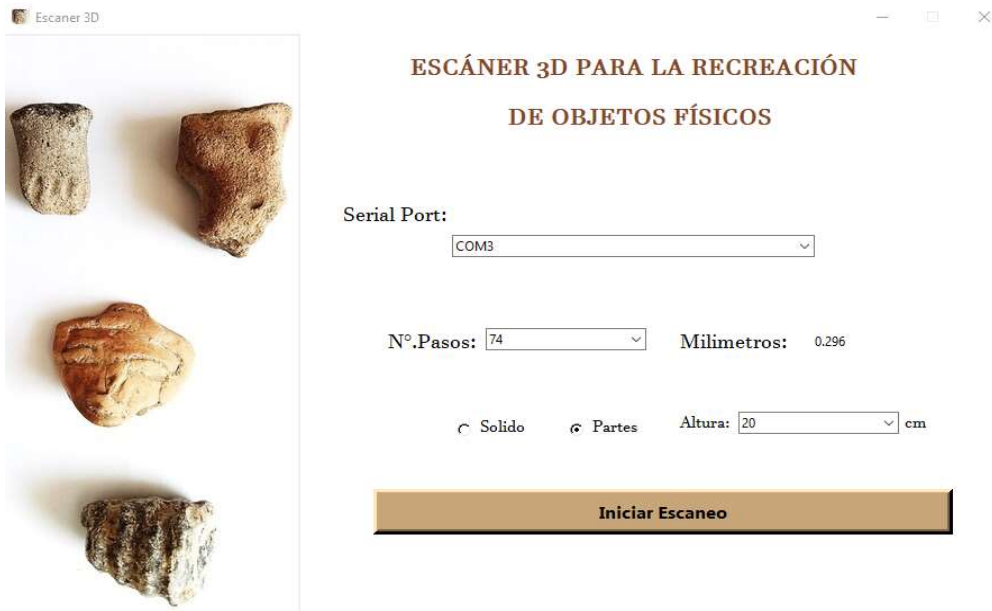 Escaner 3D
ESCÁNER 3D PARA LA RECREACIÓN
DE OBJETOS FÍSICOS
Serial Port:
COM3
N°.Pasos: 74 Milimetros: 0.296
Solido Partes Altura: 20 cm
Iniciar Escaneo